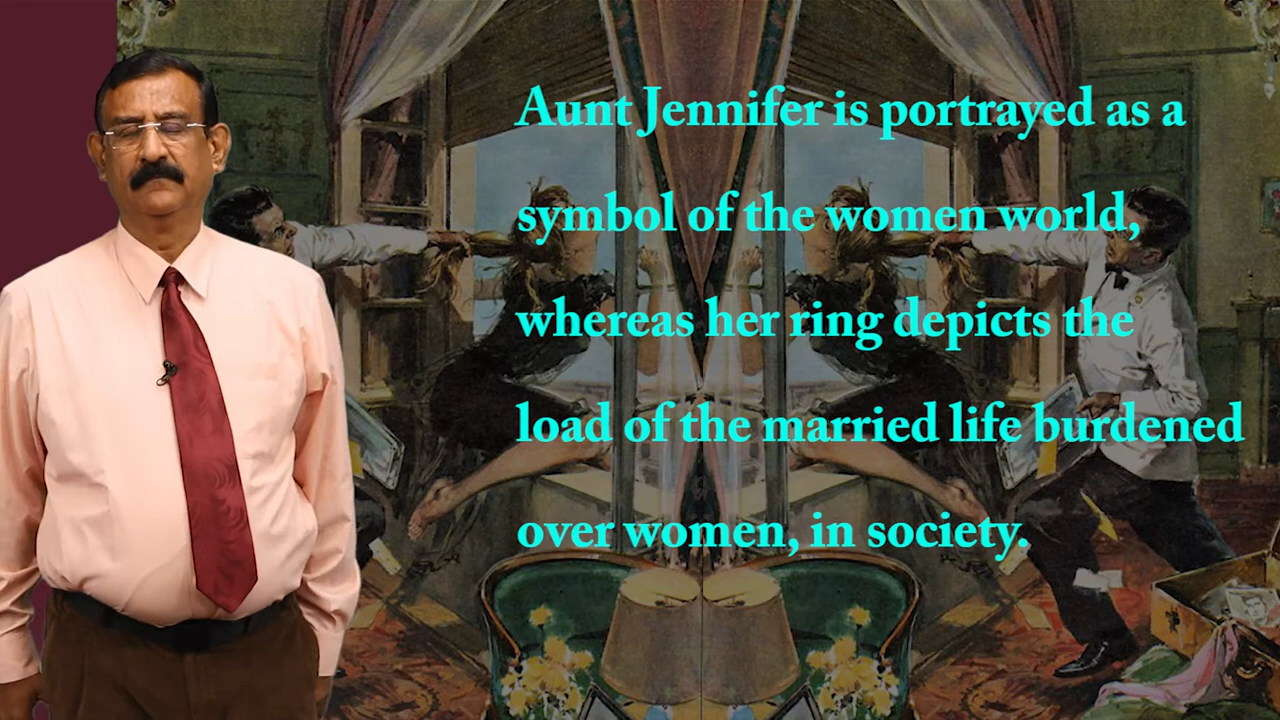 Aunt Jennifer is portrayed as a
symbol of the women world,
whereas her ring depicts the
load of the married life burdened
over women, in society.